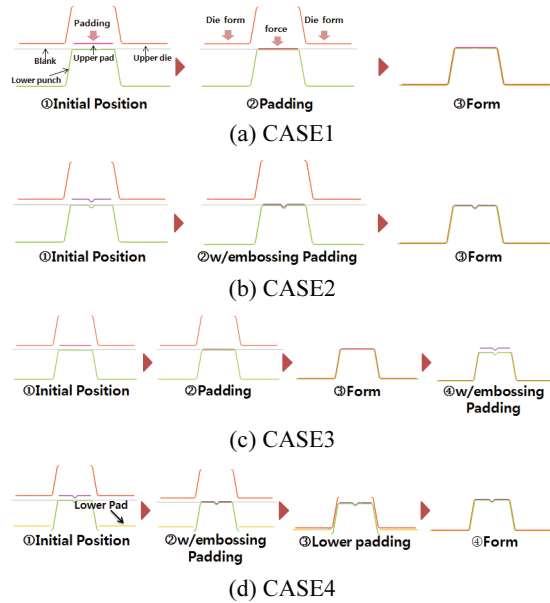 Padding
Die form
force
Die form
Blank
Upper pad
Upper die
Lower punch
①Initial Position
②Padding
③Form
(a) CASE1
①Initial Position
②w/embossing Padding
③Form
(b) CASE2
①Initial Position
②Padding
③Form
④w/embossing
Padding
(c) CASE3
Lower Pad
①Initial Position
②w/embossing
Padding
③Lower padding
④Form
(d) CASE4